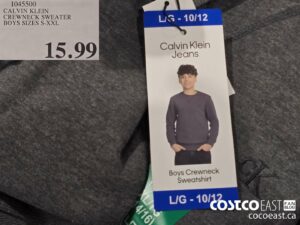 1045500
CALVIN KLEIN
CREWNECK SWEATER
BOYS SIZES S-XXL
15.99
L/G - 10/12
Calvin Klein
Jeans
Boys Crewneck
Sweatshirt
L/G - 10/12
COSTCO EAST
cocoeast.ca